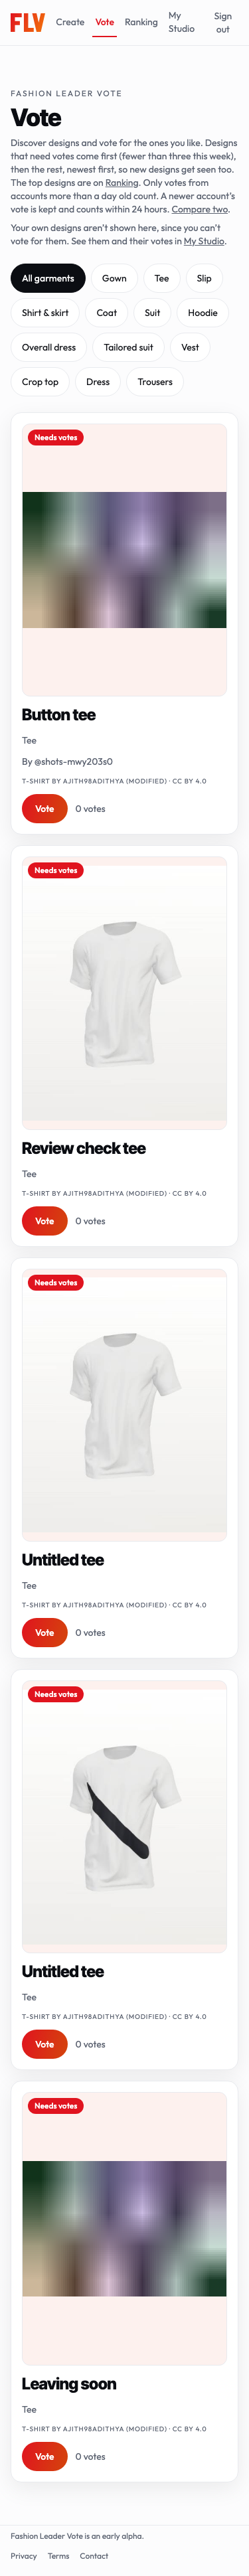 FLV
Create
Vote
Ranking
My
Studio
Sign
out
FASHION LEADER VOTE
Vote
Discover designs and vote for the ones you like. Designs
that need votes come first (fewer than three this week),
then the rest, newest first, so new designs get seen too.
The top designs are on Ranking. Only votes from
accounts more than a day old count. A newer account's
vote is kept and counts within 24 hours. Compare two.
Your own designs aren't shown here, since you can't
vote for them. See them and their votes in My Studio.
All garments
Gown
Tee
Slip
Shirt & skirt
Coat
Suit
Hoodie
Overall dress
Tailored suit
Vest
Crop top
Dress
Trousers
Needs votes
Button tee
Tee
By @shots-mwy203s0
T-SHIRT BY AJITH98ADITHYA (MODIFIED) · CC BY 4.0
Vote
0 votes
Needs votes
Review check tee
Tee
T-SHIRT BY AJITH98ADITHYA (MODIFIED) · CC BY 4.0
Vote
0 votes
Needs votes
Untitled tee
Tee
T-SHIRT BY AJITH98ADITHYA (MODIFIED) · CC BY 4.0
Vote
0 votes
Needs votes
Untitled tee
Tee
T-SHIRT BY AJITH98ADITHYA (MODIFIED) · CC BY 4.0
Vote
0 votes
Needs votes
Leaving soon
Tee
T-SHIRT BY AJITH98ADITHYA (MODIFIED) · CC BY 4.0
Vote
0 votes
Fashion Leader Vote is an early alpha.
Privacy
Terms
Contact